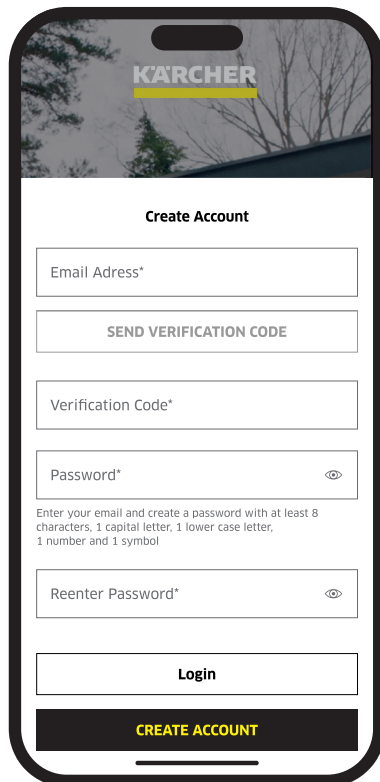 KÄRCHER
Create Account
Email Adress*
SEND VERIFICATION CODE
Verification Code*
Password*
Enter your email and create a password with at least 8
characters, 1 capital letter, 1 lower case letter,
1 number and 1 symbol
Reenter Password*
Login
CREATE ACCOUNT